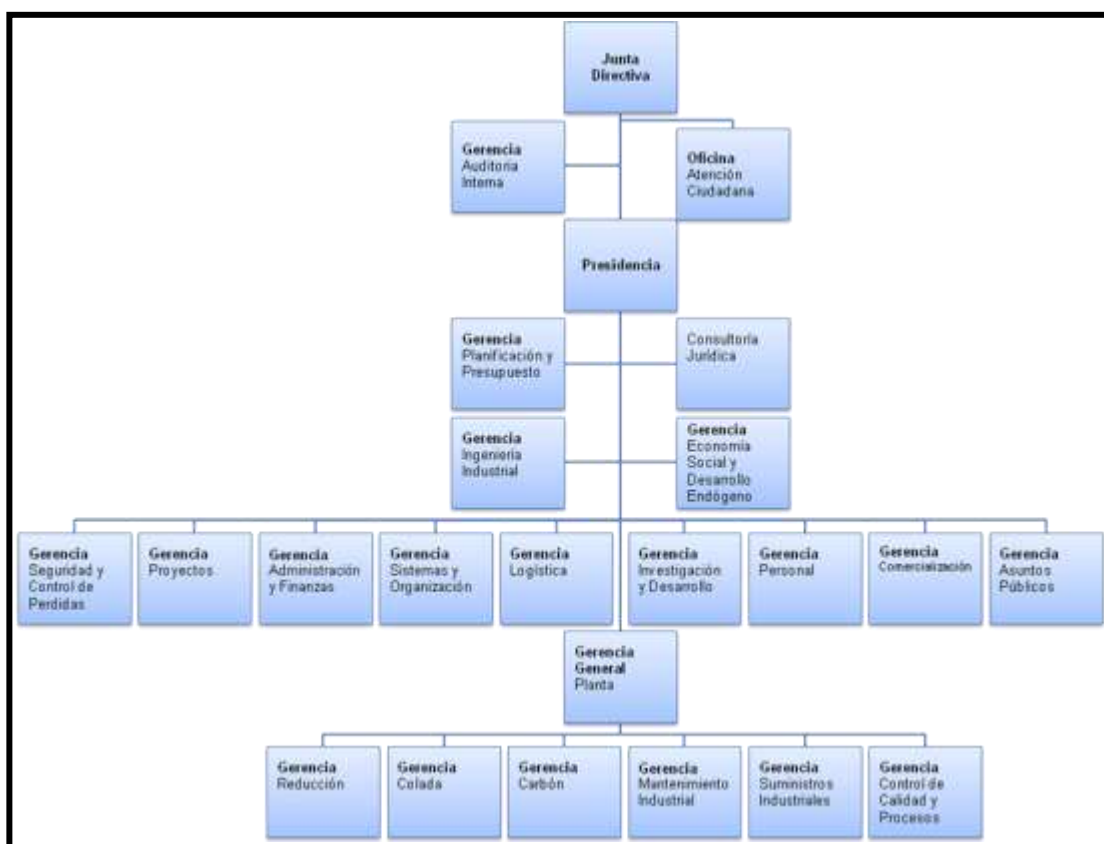 Junta
Directiva
Gerencia
Auditoria
Interna
Oficina
Atención
Ciudadana
Presidencia
Gerencia
Planificación y
Presupuesto
Consultoría
Jurídica
Gerencia
Ingeniería
Industrial
Gerencia
Economía
Social y
Desarrollo
Endógeno
Gerencia
Seguridad y
Control de
Perdidas
Gerencia
Proyectos
Gerencia
Administración
y Finanzas
Gerencia
Sistemas y
Organización
Gerencia
Logística
Gerencia
Investigación
y Desarrollo
Gerencia
Personal
Gerencia
Comercialización
Gerencia
Asuntos
Públicos
Gerencia
General
Planta
Gerencia
Reducción
Gerencia
Colada
Gerencia
Carbón
Gerencia
Mantenimiento
Industrial
Gerencia
Suministros
Industriales
Gerencia
Control de
Calidad y
Procesos